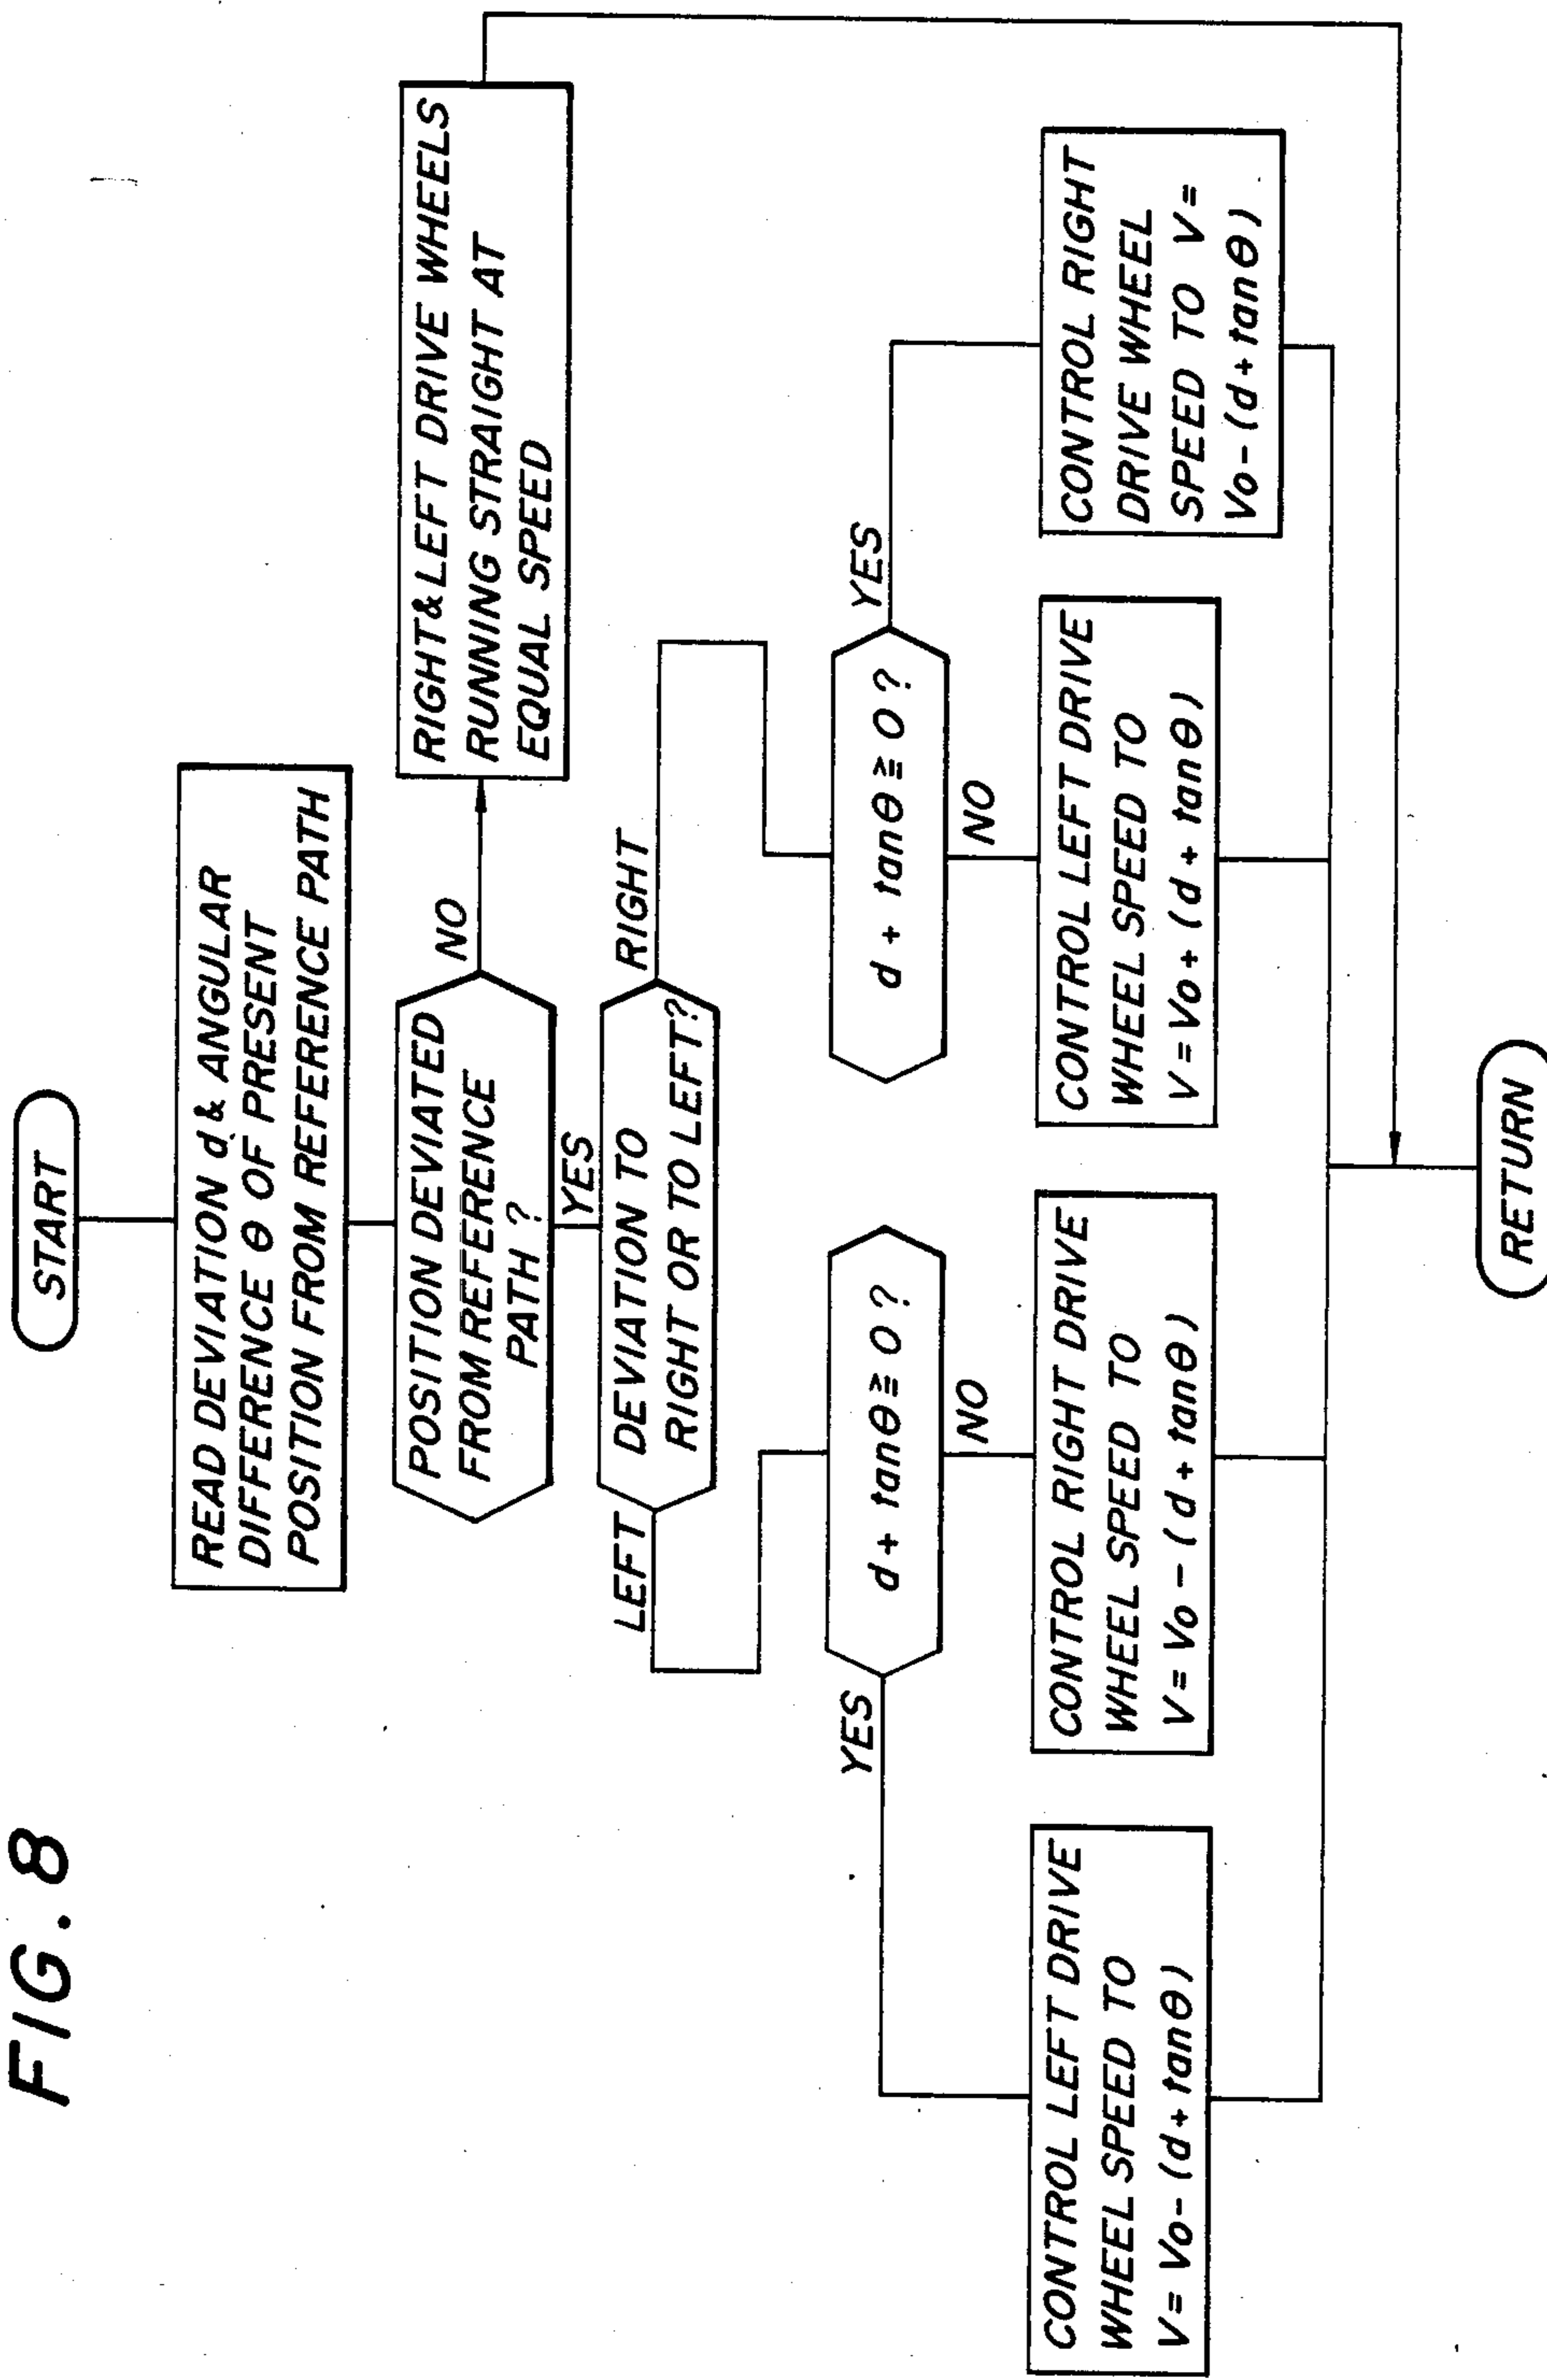 FIG. 8
START
READ DEVIATION d & ANGULAR
DIFFERENCE θ OF PRESENT
POSITION FROM REFERENCE PATH
POSITION DEVIATED
FROM REFERENCE
PATH ?
NO
RIGHT & LEFT DRIVE WHEELS
RUNNING STRAIGHT AT
EQUAL SPEED
YES
DEVIATION TO
RIGHT OR TO LEFT?
LEFT
RIGHT
d + tanθ ≧ 0 ?
YES
NO
d + tanθ ≧ 0 ?
YES
NO
CONTROL LEFT DRIVE
WHEEL SPEED TO
V = Vo - (d + tanθ)
CONTROL RIGHT DRIVE
WHEEL SPEED TO
V = Vo - (d + tanθ)
CONTROL LEFT DRIVE
WHEEL SPEED TO
V = Vo + (d + tanθ)
CONTROL RIGHT
DRIVE WHEEL
SPEED TO V =
Vo - (d + tanθ)
RETURN